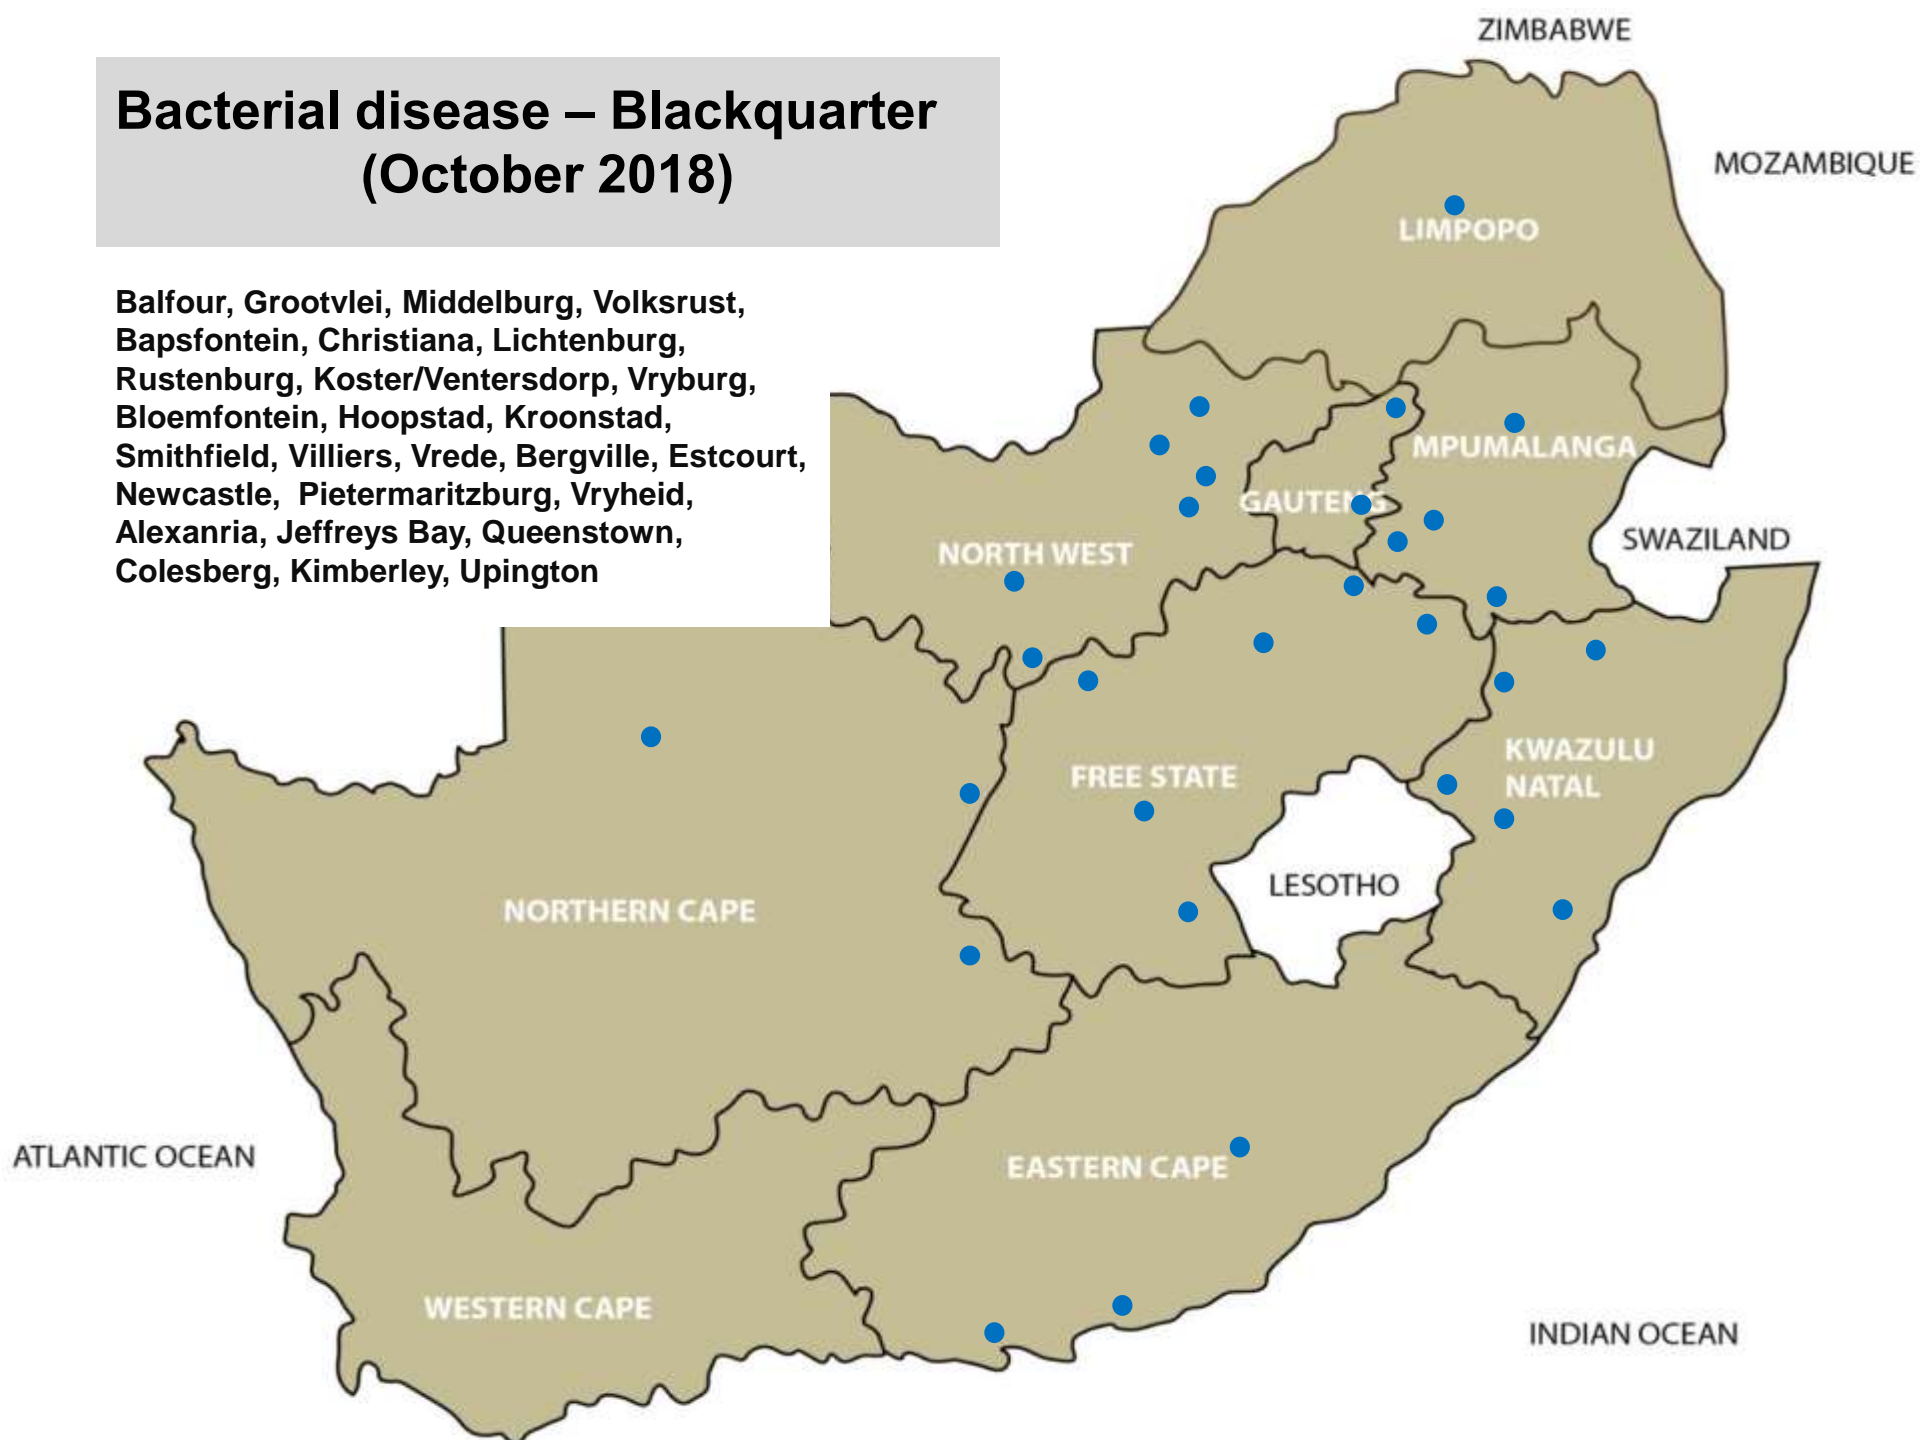 Bacterial disease – Blackquarter
(October 2018)
Balfour, Grootvlei, Middelburg, Volksrust,
Bapsfontein, Christiana, Lichtenburg,
Rustenburg, Koster/Ventersdorp, Vryburg,
Bloemfontein, Hoopstad, Kroonstad,
Smithfield, Villiers, Vrede, Bergville, Estcourt,
Newcastle,  Pietermaritzburg, Vryheid,
Alexanria, Jeffreys Bay, Queenstown,
Colesberg, Kimberley, Upington
ZIMBABWE
MOZAMBIQUE
LIMPOPO
MPUMALANGA
GAUTENG
NORTH WEST
SWAZILAND
KWAZULU
NATAL
FREE STATE
LESOTHO
NORTHERN CAPE
ATLANTIC OCEAN
EASTERN CAPE
WESTERN CAPE
INDIAN OCEAN